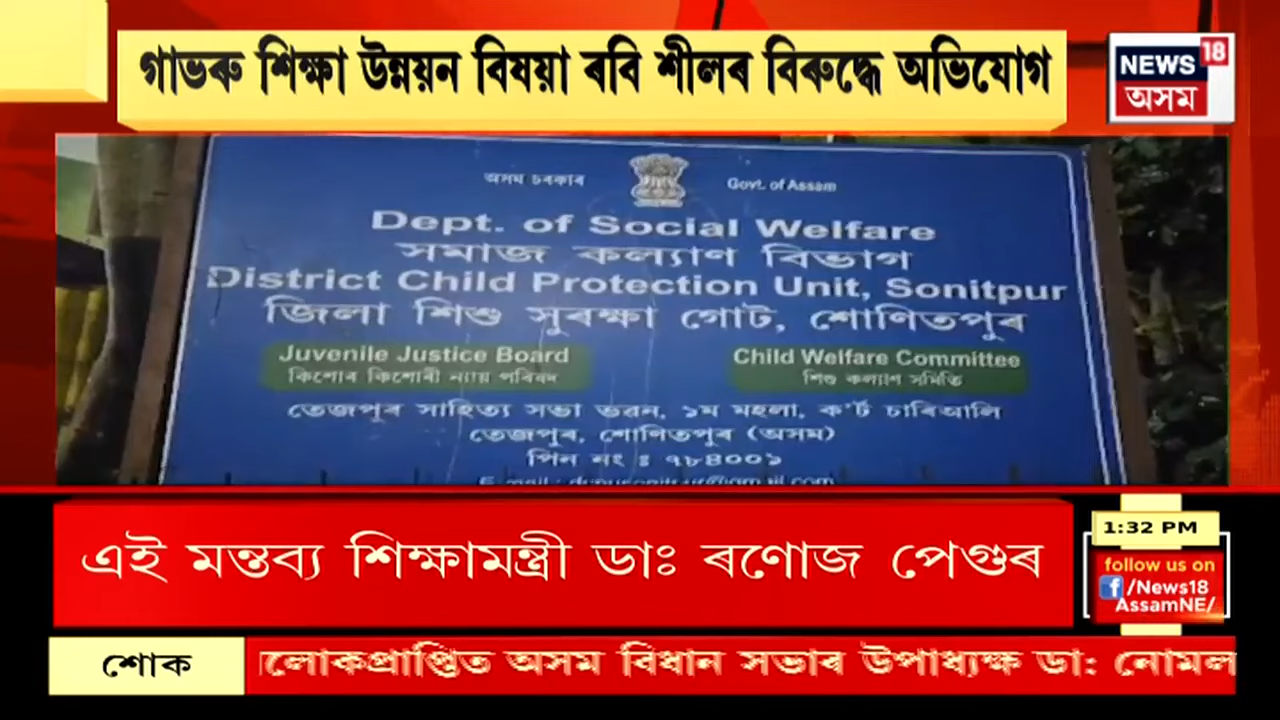 গাভৰু শিক্ষা উন্নয়ন বিষয়া ৰবি শীলৰ বিৰুদ্ধে অভিযোগ
NEWS 18
অসম
অসম চৰকাৰ
Govt. of Assam
Dept. of Social Welfare
সমাজ কল্যাণ বিভাগ
District Child Protection Unit, Sonitpur
জিলা শিশু সুৰক্ষা গোট, শোণিতপুৰ
Juvenile Justice Board
কিশোৰ কিশোৰী ন্যায় পৰিষদ
Child Welfare Committee
শিশু কল্যাণ সমিতি
তেজপুৰ সাহিত্য সভা ভৱন, ১ম মহলা, ক'ৰ্ট চাৰিআলি
তেজপুৰ, শোণিতপুৰ (অসম)
পিন নং ঃ ৭৮৪০০১
এই মন্তব্য শিক্ষামন্ত্ৰী ডাঃ ৰণোজ পেগুৰ
1:32 PM
follow us on
f/News18
AssamNE/
শোক
লোকপ্ৰাপ্তিত অসম বিধান সভাৰ উপাধ্যক্ষ ডা: নোমল